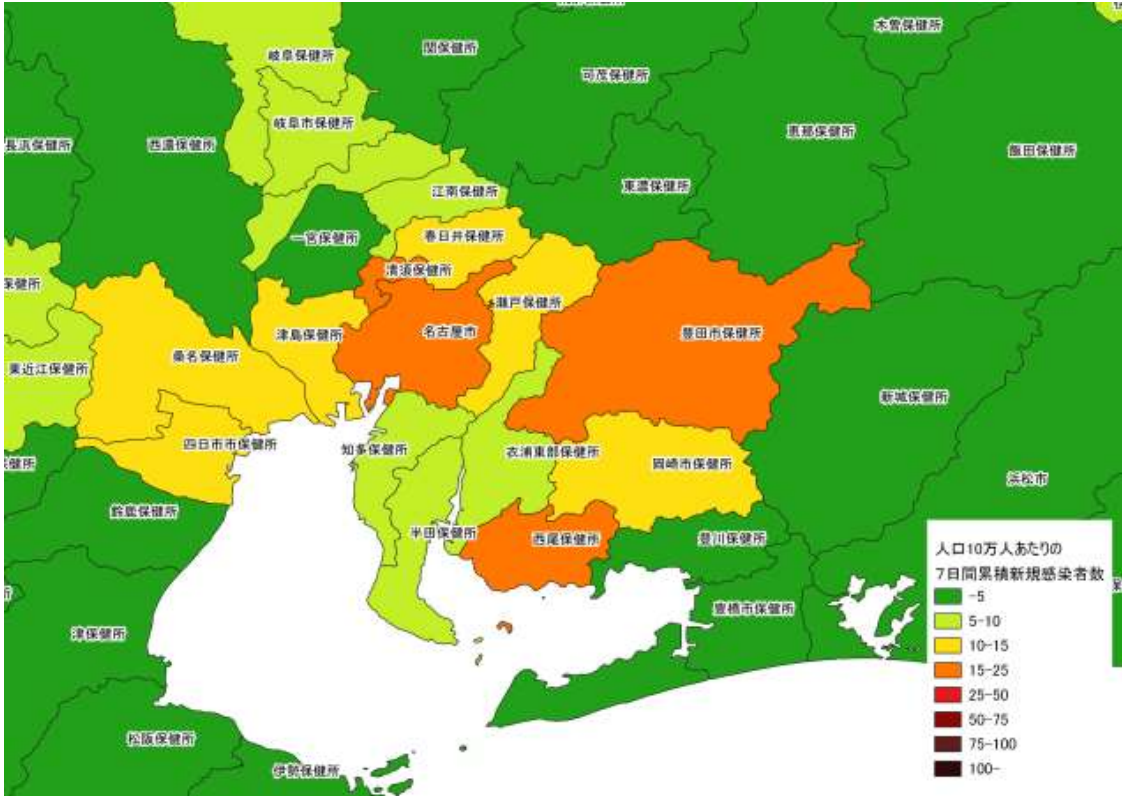 関保健所
木曽保健所
岐阜保健所
可茂保健所
岐阜市保健所
恵那保健所
長浜保健所
西濃保健所
飯田保健所
東濃保健所
江南保健所
一宮保健所
春日井保健所
清須保健所
保健所
瀬戸保健所
津島保健所
名古屋市
豊田市保健所
桑名保健所
東近江保健所
新城保健所
四日市市保健所
知多保健所
衣浦東部保健所
岡崎市保健所
健所
浜松市
鈴鹿保健所
半田保健所
西尾保健所
豊川保健所
豊橋市保健所
津保健所
松阪保健所
伊勢保健所
人口10万人あたりの
7日間累積新規感染者数
-5
5-10
10-15
15-25
25-50
50-75
75-100
100-